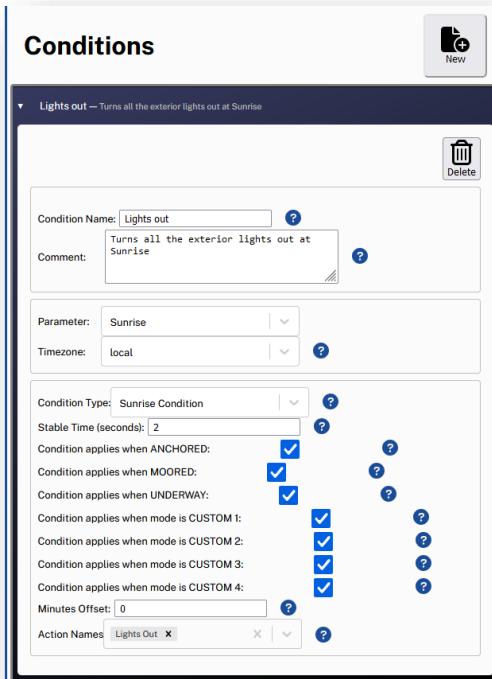 Conditions
New
Lights out — Turns all the exterior lights out at Sunrise
Delete
Condition Name: Lights out ?
Comment: Turns all the exterior lights out at
Sunrise ?
Parameter: Sunrise
Timezone: local ?
Condition Type: Sunrise Condition ?
Stable Time (seconds): 2 ?
Condition applies when ANCHORED: ?
Condition applies when MOORED: ?
Condition applies when UNDERWAY: ?
Condition applies when mode is CUSTOM 1: ?
Condition applies when mode is CUSTOM 2: ?
Condition applies when mode is CUSTOM 3: ?
Condition applies when mode is CUSTOM 4: ?
Minutes Offset: 0 ?
Action Names Lights Out ?